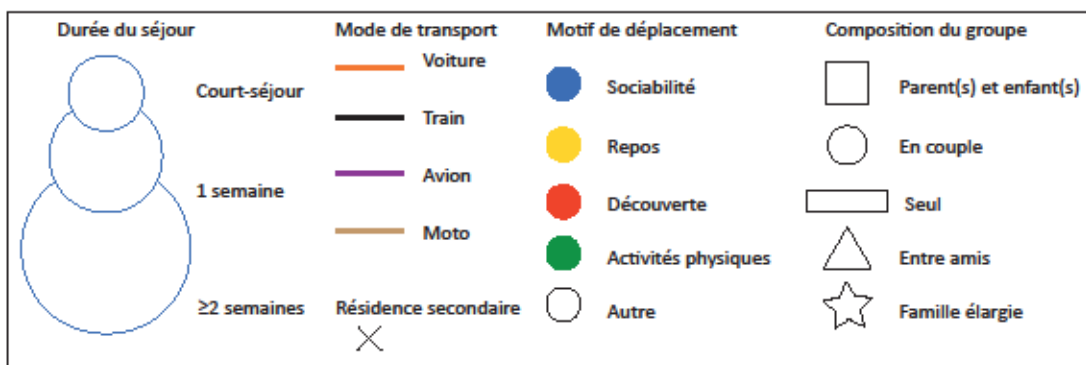 Durée du séjour
Court-séjour
1 semaine
≥2 semaines
Mode de transport
Voiture
Train
Avion
Moto
Résidence secondaire
Motif de déplacement
Sociabilité
Repos
Découverte
Activités physiques
Autre
Composition du groupe
Parent(s) et enfant(s)
En couple
Seul
Entre amis
Famille élargie